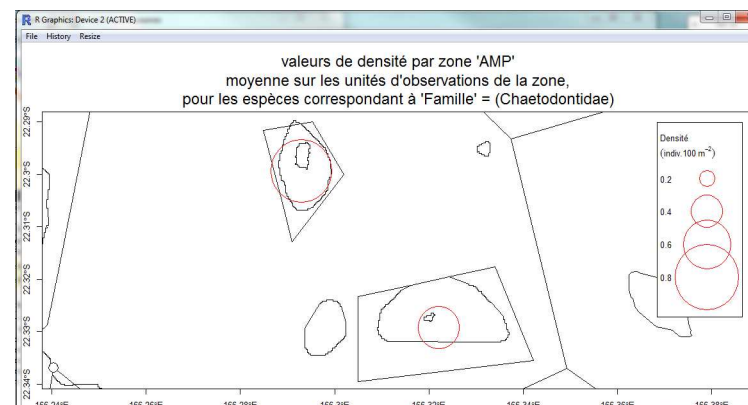 R Graphics: Device 2 (ACTIVE)
File History Resize
valeurs de densité par zone 'AMP'
moyenne sur les unités d'observations de la zone,
pour les espèces correspondant à 'Famille' = (Chaetodontidae)
22.29°S
22.3°S
22.31°S
22.32°S
22.33°S
22.34°S
Densité
(indiv.100 m⁻²)
0.2
0.4
0.6
0.8